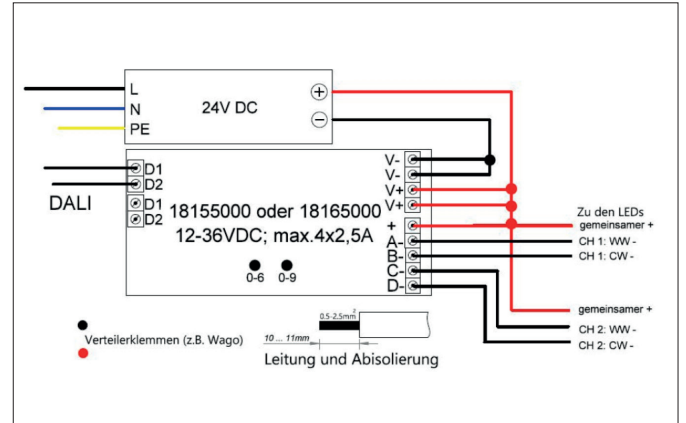 L
N
PE
24V DC
+
−
D1
D2
D1
D2
DALI
18155000 oder 18165000
12-36VDC; max.4x2,5A
0-6
0-9
V-
V-
V+
V+
+
A-
B-
C-
D-
Zu den LEDs
gemeinsamer +
CH 1: WW -
CH 1: CW -
gemeinsamer +
CH 2: WW -
CH 2: CW -
Verteilerklemmen (z.B. Wago)
0.5-2.5mm²
10 ... 11mm
Leitung und Abisolierung